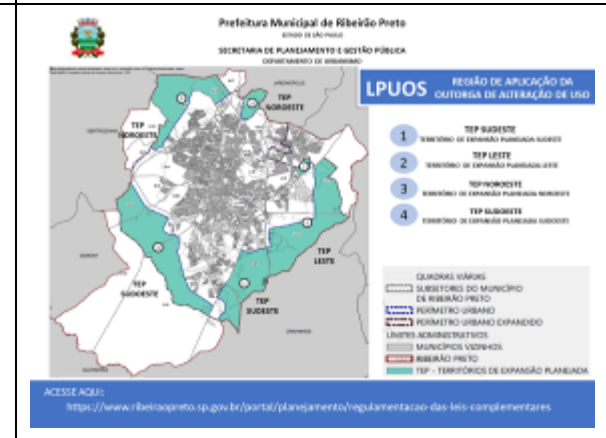 Prefeitura Municipal de Ribeirão Preto
ESTADO DE SÃO PAULO
SECRETARIA DE PLANEJAMENTO E GESTÃO PÚBLICA
DEPARTAMENTO DE URBANISMO
LPUOS
REGIÃO DE APLICAÇÃO DA
OUTORGA DE ALTERAÇÃO DE USO
TEP
NOROESTE
TEP
NOROESTE
TEP
LESTE
TEP
SUDOESTE
TEP
SUDESTE
1
TEP SUDESTE
TERRITÓRIO DE EXPANSÃO PLANEJADA SUDESTE
2
TEP LESTE
TERRITÓRIO DE EXPANSÃO PLANEJADA LESTE
3
TEP NOROESTE
TERRITÓRIO DE EXPANSÃO PLANEJADA NOROESTE
4
TEP SUDOESTE
TERRITÓRIO DE EXPANSÃO PLANEJADA SUDOESTE
QUADRAS VIÁRIAS
SUBSETORES DO MUNICÍPIO
DE RIBEIRÃO PRETO
PERÍMETRO URBANO
PERÍMETRO URBANO EXPANDIDO
LIMITES ADMINISTRATIVOS
MUNICÍPIOS VIZINHOS
RIBEIRÃO PRETO
TEP - TERRITÓRIOS DE EXPANSÃO PLANEJADA
ACESSE AQUI:
https://www.ribeiraopreto.sp.gov.br/portal/planejamento/regulamentacao-das-leis-complementares